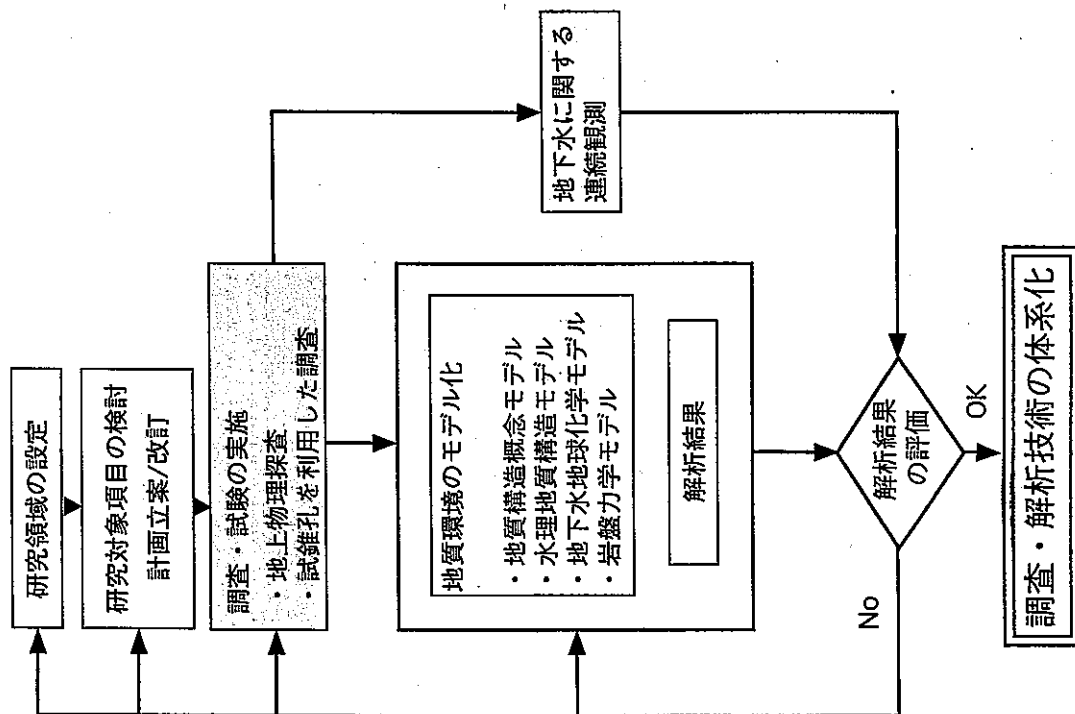 研究領域の設定
研究対象項目の検討
計画立案/改訂
調査・試験の実施
・地上物理探査
・試錐孔を利用した調査
地下水に関する
連続観測
地質環境のモデル化
・地質構造概念モデル
・水理地質構造モデル
・地下水地球化学モデル
・岩盤力学モデル
解析結果
解析結果
の評価
No
OK
調査・解析技術の体系化